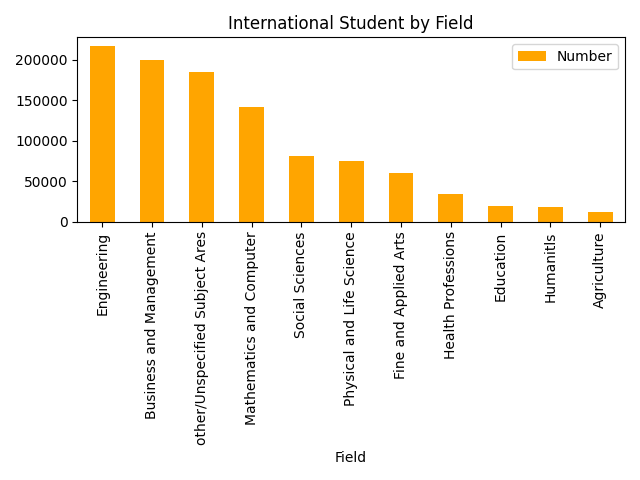 International Student by Field
Number
200000
150000
100000
50000
0
Engineering
Business and Management
other/Unspecified Subject Ares
Mathematics and Computer
Social Sciences
Physical and Life Science
Fine and Applied Arts
Health Professions
Education
Humanitls
Agriculture
Field